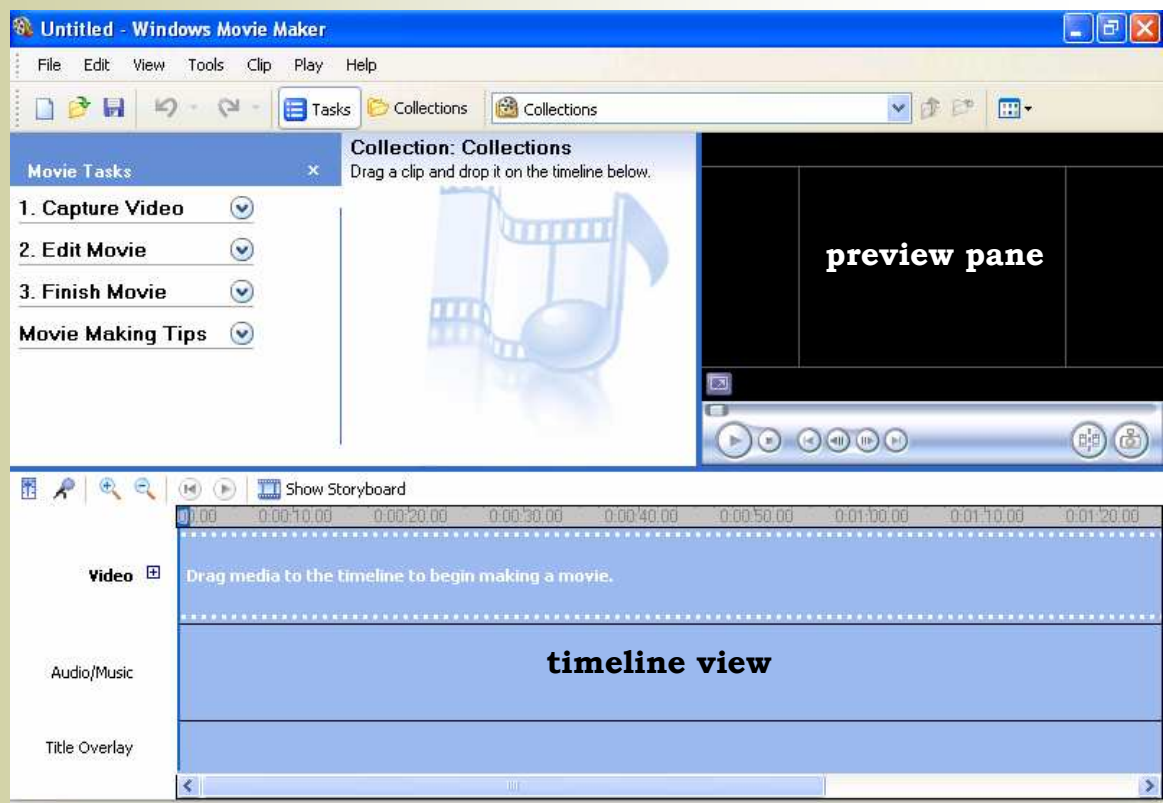 Untitled - Windows Movie Maker
File Edit View Tools Clip Play Help
Tasks Collections Collections
Movie Tasks
1. Capture Video
2. Edit Movie
3. Finish Movie
Movie Making Tips
Collection: Collections
Drag a clip and drop it on the timeline below.
preview pane
Show Storyboard
00.00 0:00:10.00 0:00:20.00 0:00:30.00 0:00:40.00 0:00:50.00 0:01:00.00 0:01:10.00 0:01:20.00
Video Drag media to the timeline to begin making a movie.
Audio/Music timeline view
Title Overlay